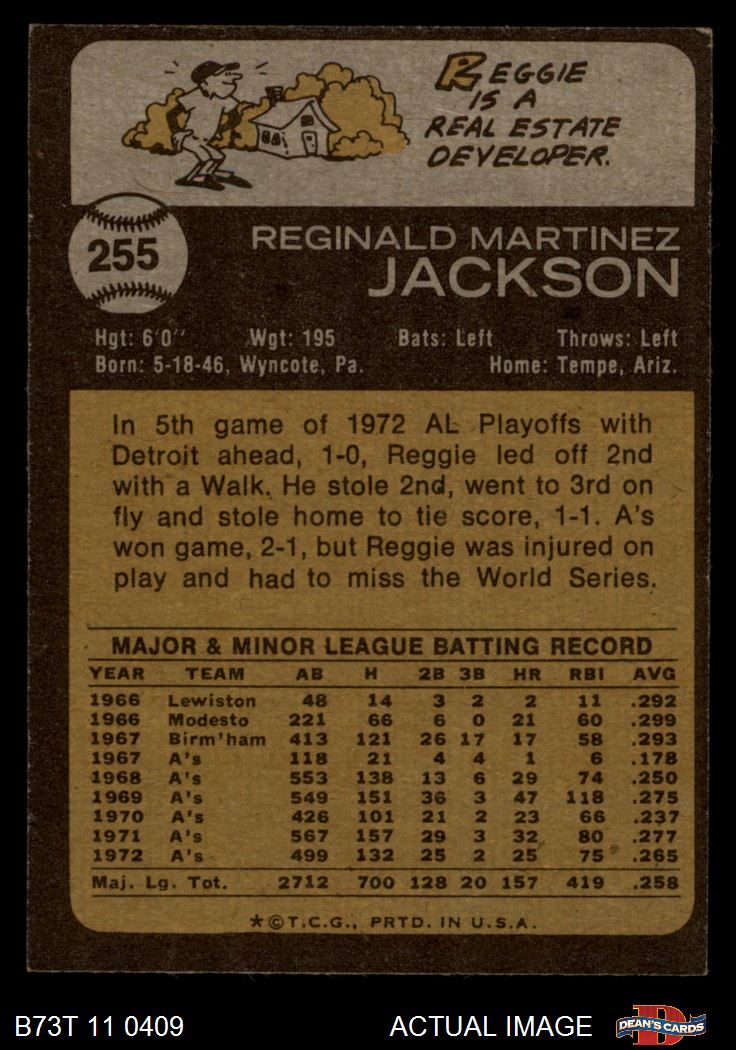 REGGIE
IS A
REAL ESTATE
DEVELOPER.
255
REGINALD MARTINEZ
JACKSON
Hgt: 6'0" Wgt: 195 Bats: Left Throws: Left
Born: 5-18-46, Wyncote, Pa. Home: Tempe, Ariz.
In 5th game of 1972 AL Playoffs with
Detroit ahead, 1-0, Reggie led off 2nd
with a Walk. He stole 2nd, went to 3rd on
fly and stole home to tie score, 1-1. A's
won game, 2-1, but Reggie was injured on
play and had to miss the World Series.
MAJOR & MINOR LEAGUE BATTING RECORD
YEAR TEAM AB H 2B 3B HR RBI AVG
1966 Lewiston 48 14 3 2 2 11 .292
1966 Modesto 221 66 6 0 21 60 .299
1967 Birm'ham 413 121 26 17 17 58 .293
1967 A's 118 21 4 4 1 6 .178
1968 A's 553 138 13 6 29 74 .250
1969 A's 549 151 36 3 47 118 .275
1970 A's 426 101 21 2 23 66 .237
1971 A's 567 157 29 3 32 80 .277
1972 A's 499 132 25 2 25 75 .265
Maj. Lg. Tot. 2712 700 128 20 157 419 .258
*©T.C.G., PRTD. IN U.S.A.
B73T 11 0409 ACTUAL IMAGE D
DEAN'S CARDS